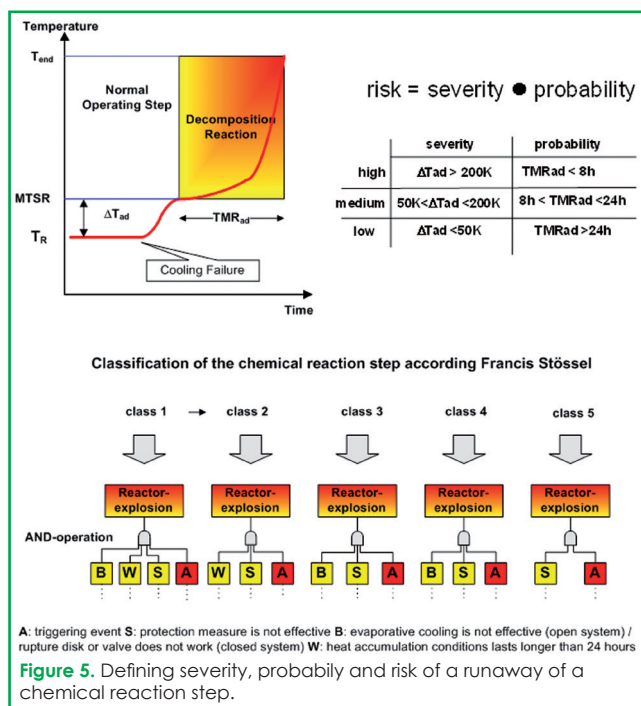 Temperature
T_end
Normal
Operating Step
Decomposition
Reaction
MTSR
ΔT_ad
TMR_ad
T_R
Cooling Failure
Time
risk = severity ● probability
severity probability
high ΔTad > 200K TMRad < 8h
medium 50K<ΔTad <200K 8h < TMRad <24h
low ΔTad <50K TMRad >24h
Classification of the chemical reaction step according Francis Stössel
class 1 → class 2 class 3 class 4 class 5
Reactor-
explosion
Reactor-
explosion
Reactor-
explosion
Reactor-
explosion
Reactor-
explosion
AND-operation
B W S A W S A B S A B S A S A
A: triggering event S: protection measure is not effective B: evaporative cooling is not effective (open system) /
rupture disk or valve does not work (closed system) W: heat accumulation conditions lasts longer than 24 hours
Figure 5. Defining severity, probabily and risk of a runaway of a
chemical reaction step.